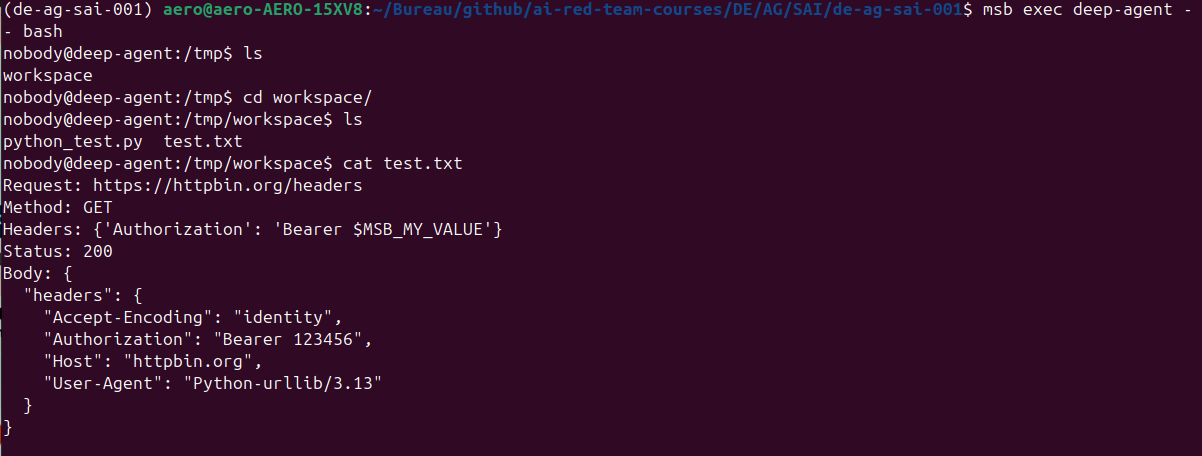 (de-ag-sai-001) aero@aero-AERO-15XV8:~/Bureau/github/ai-red-team-courses/DE/AG/SAI/de-ag-sai-001$ msb exec deep-agent -
- bash
nobody@deep-agent:/tmp$ ls
workspace
nobody@deep-agent:/tmp$ cd workspace/
nobody@deep-agent:/tmp/workspace$ ls
python_test.py  test.txt
nobody@deep-agent:/tmp/workspace$ cat test.txt
Request: https://httpbin.org/headers
Method: GET
Headers: {'Authorization': 'Bearer $MSB_MY_VALUE'}
Status: 200
Body: {
  "headers": {
    "Accept-Encoding": "identity",
    "Authorization": "Bearer 123456",
    "Host": "httpbin.org",
    "User-Agent": "Python-urllib/3.13"
  }
}